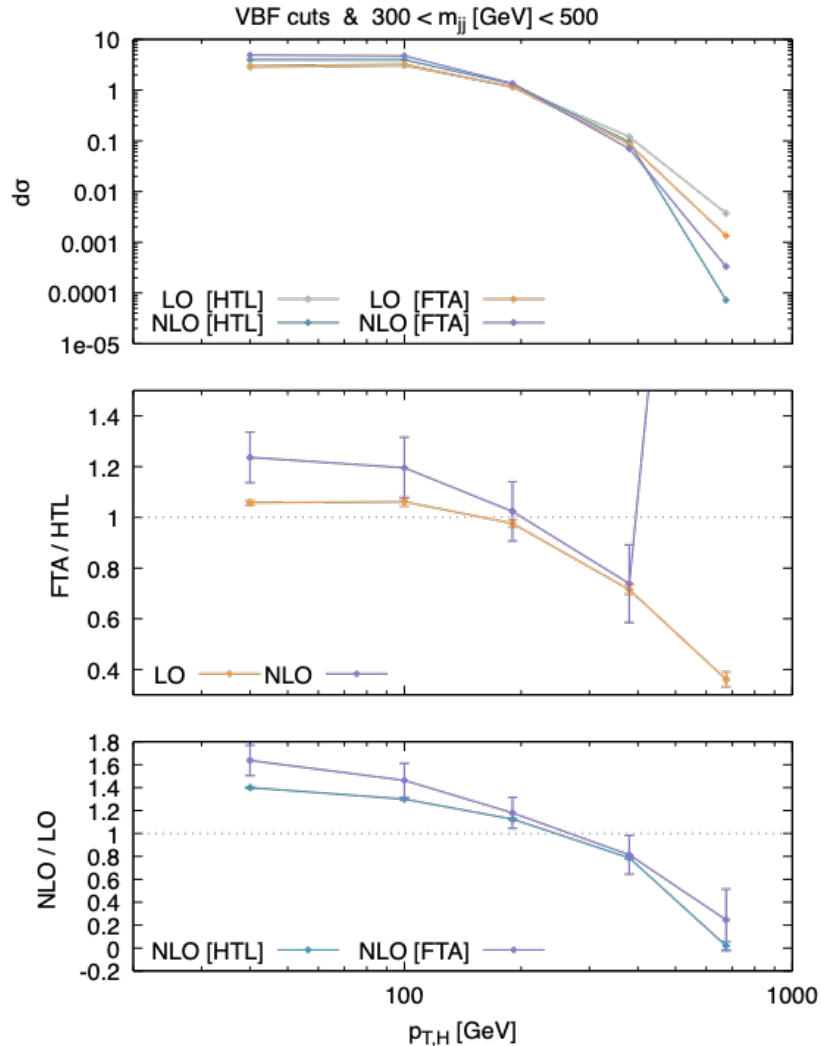 VBF cuts & 300 < m_jj [GeV] < 500
10
1
0.1
0.01
0.001
0.0001
1e-05
dσ
LO [HTL] LO [FTA]
NLO [HTL] NLO [FTA]
1.4
1.2
1
0.8
0.6
0.4
FTA / HTL
LO NLO
1.8
1.6
1.4
1.2
1
0.8
0.6
0.4
0.2
0
-0.2
NLO / LO
NLO [HTL] NLO [FTA]
100 1000
p_T,H [GeV]